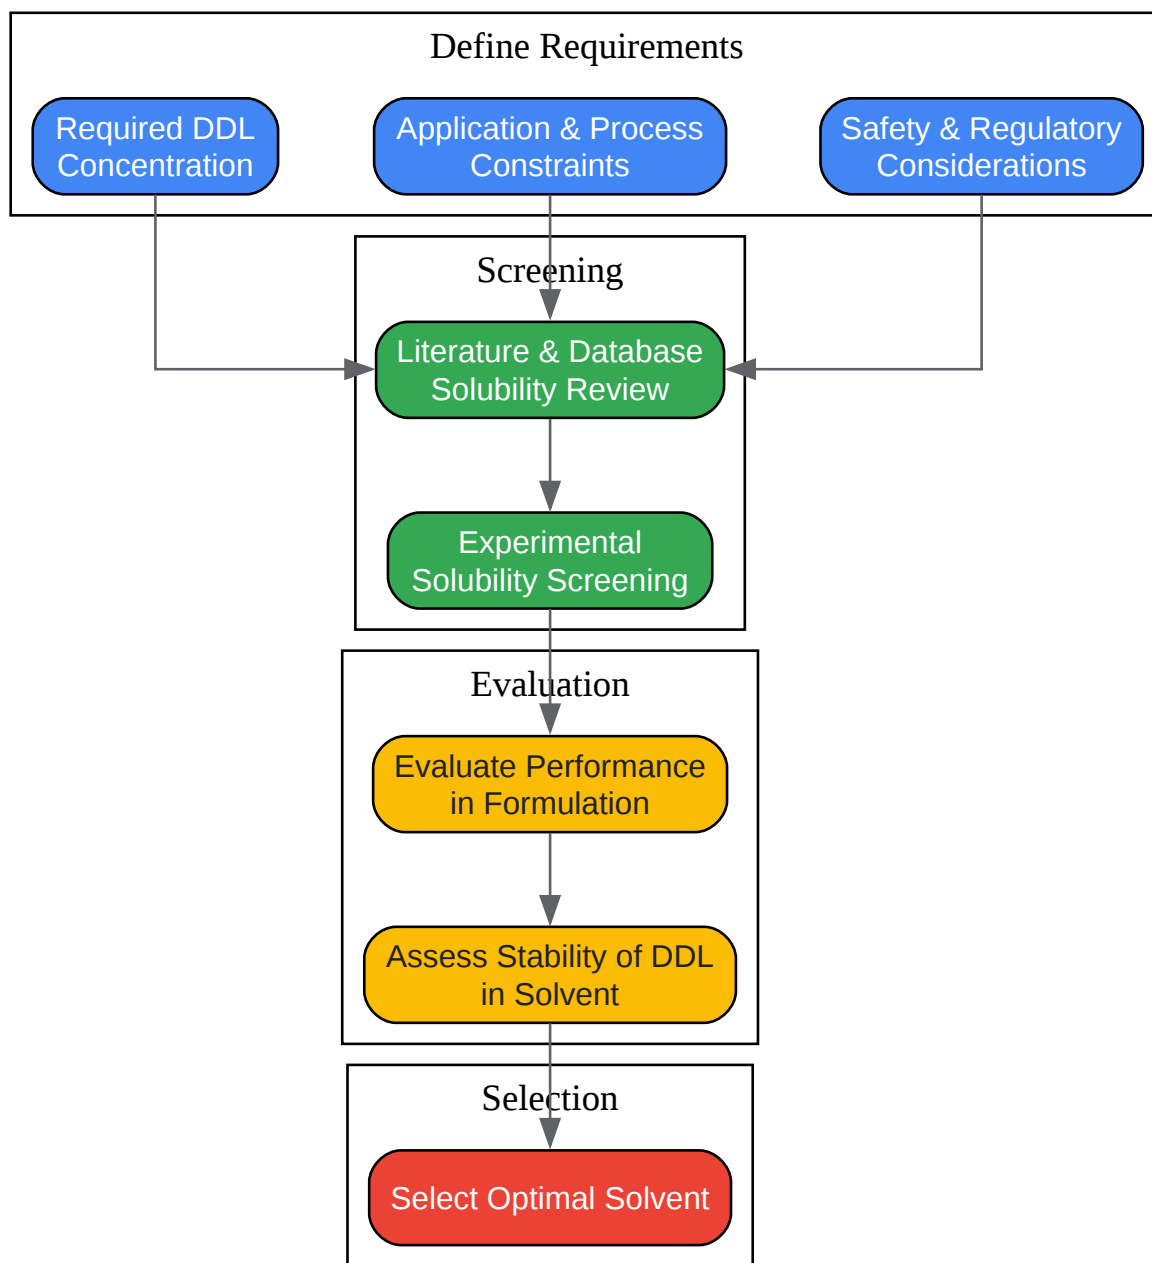 Define Requirements
Required DDL
Concentration
Application & Process
Constraints
Safety & Regulatory
Considerations
Screening
Literature & Database
Solubility Review
Experimental
Solubility Screening
Evaluation
Evaluate Performance
in Formulation
Assess Stability of DDL
in Solvent
Selection
Select Optimal Solvent